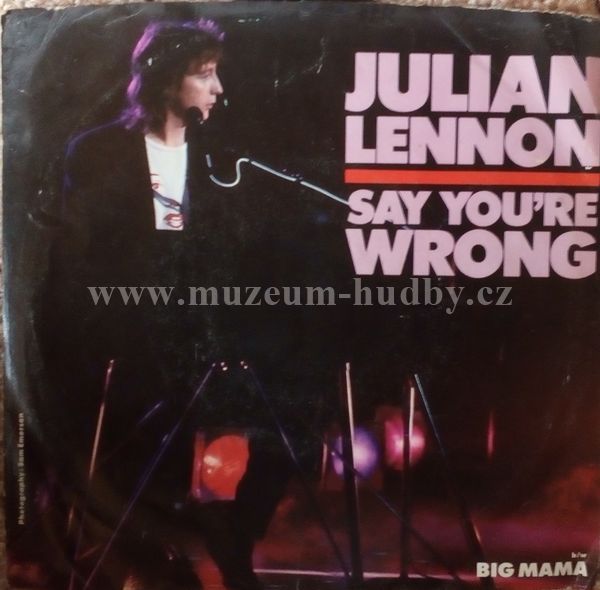 JULIAN
LENNON
SAY YOU'RE
WRONG
www.muzeum-hudby.cz
Photography: Sam Emerson
b/w
BIG MAMA